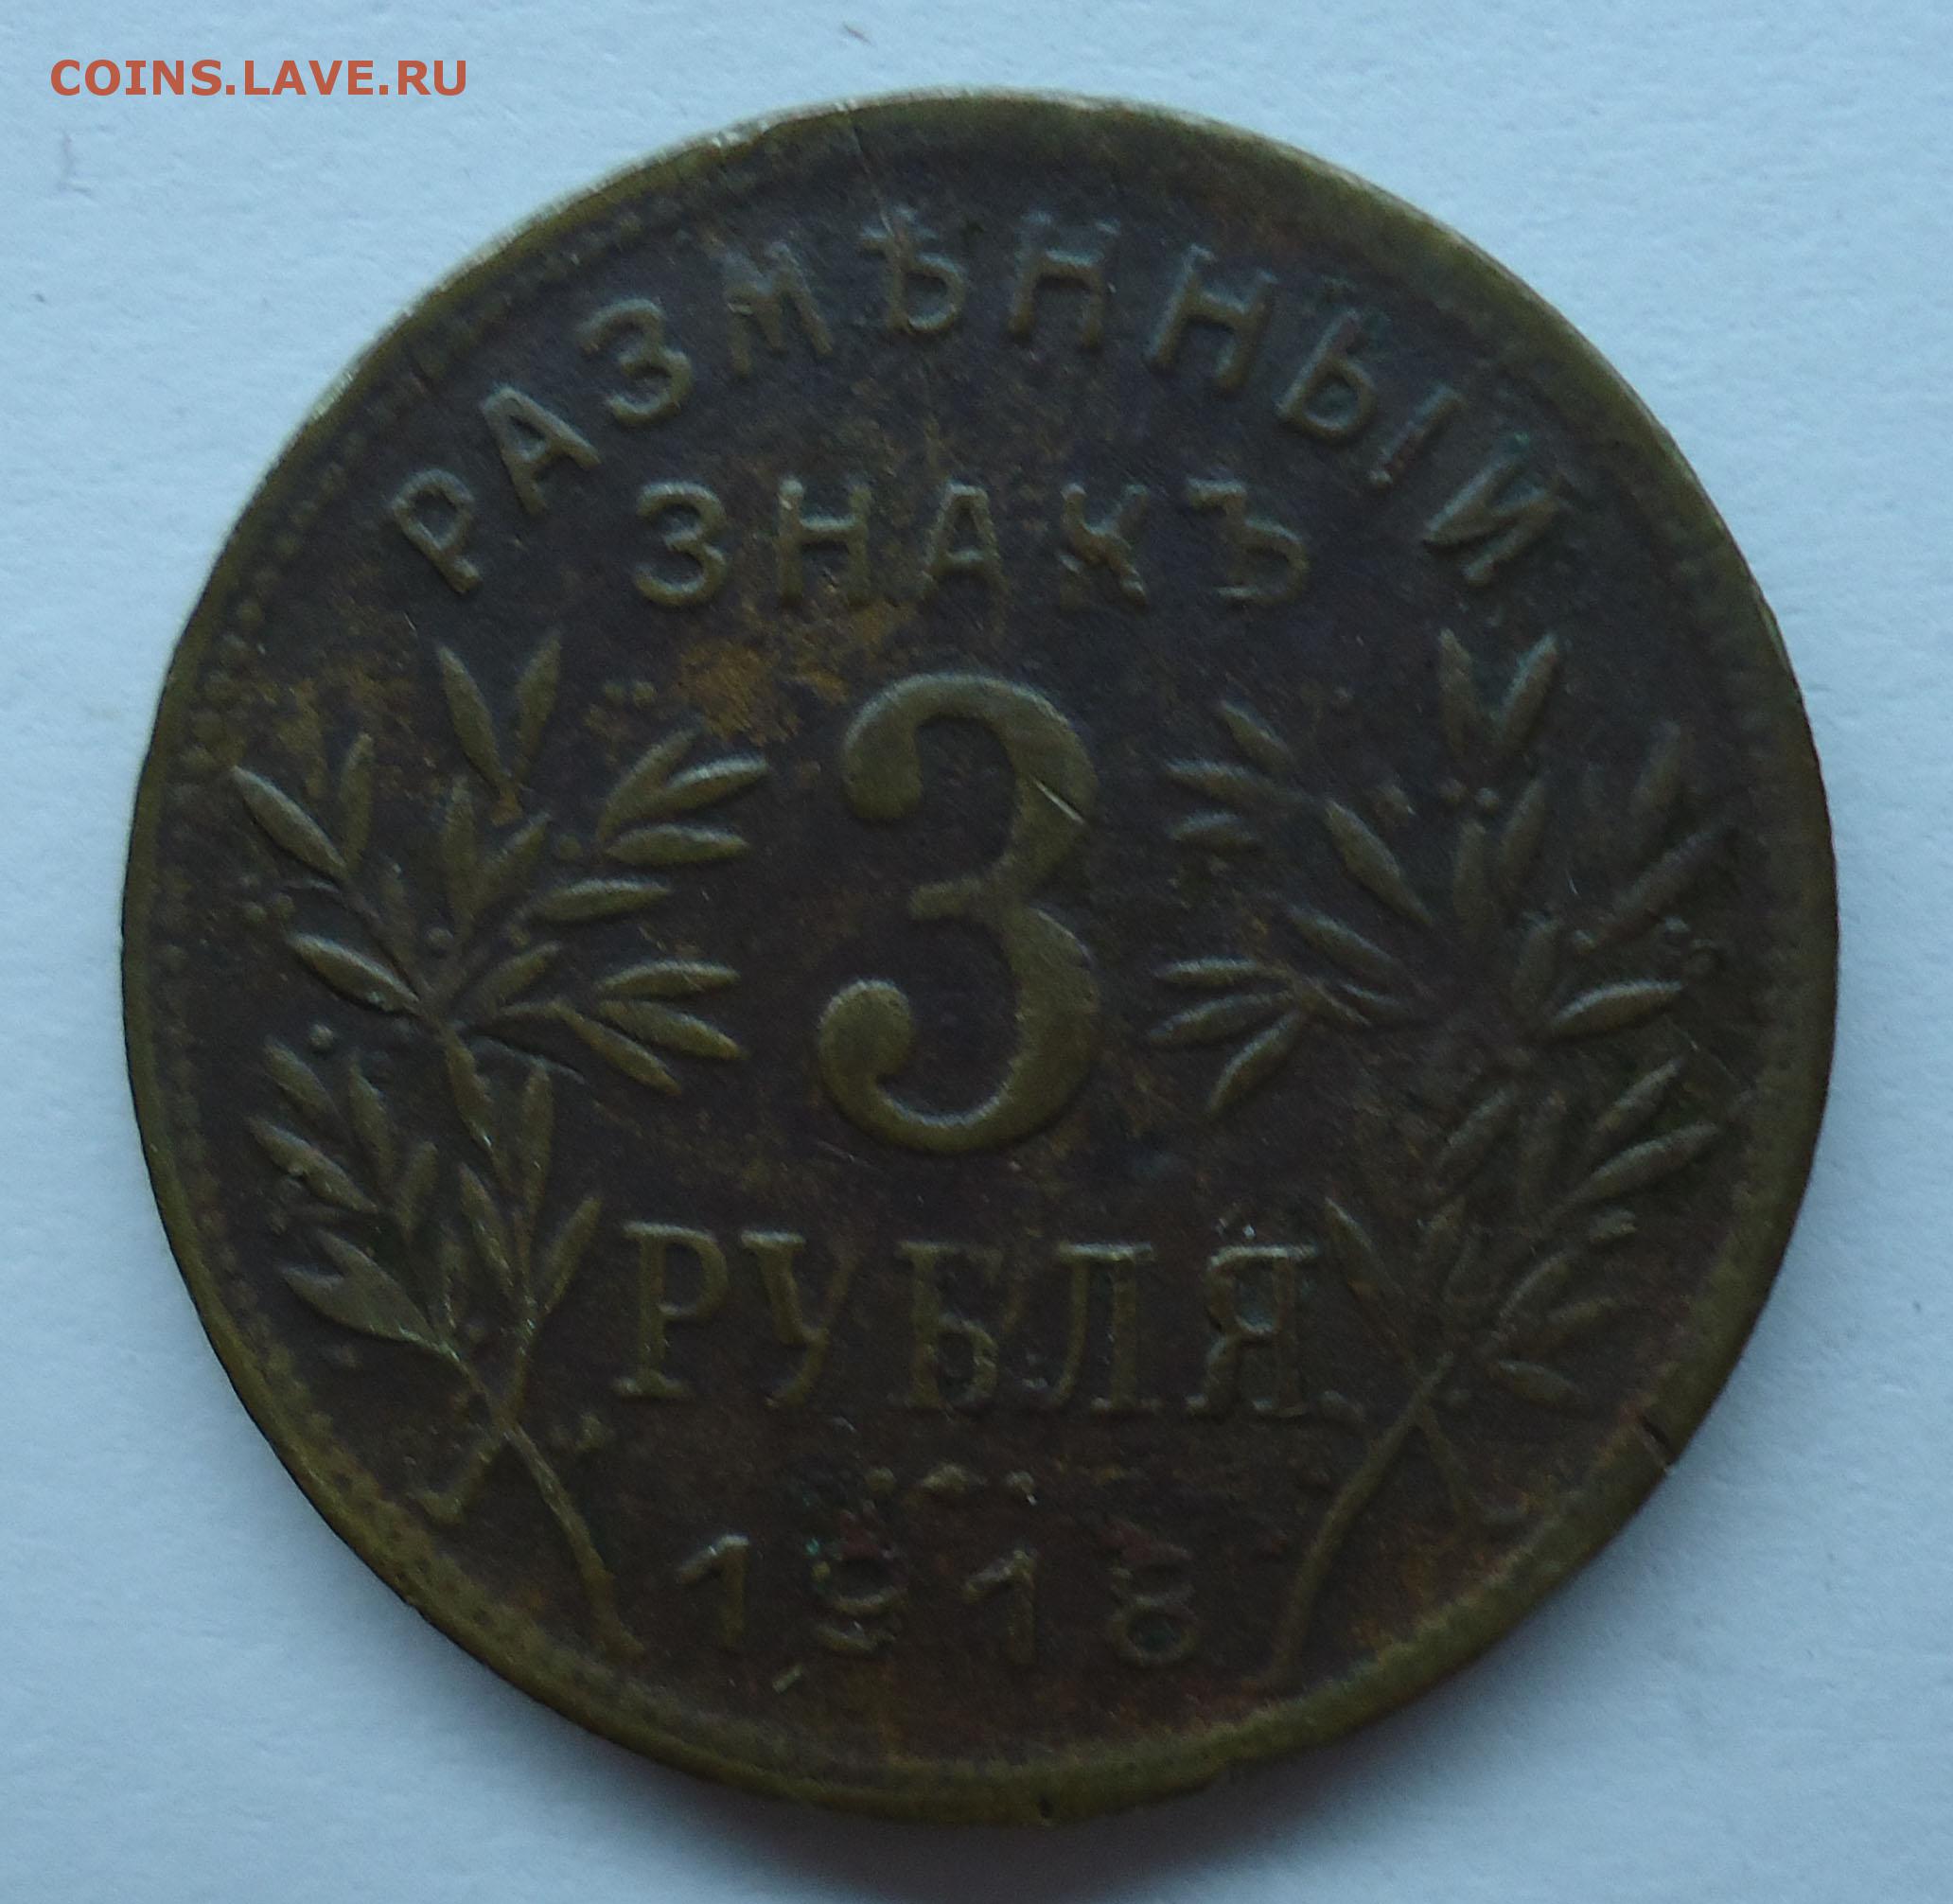 COINS.LAVE.RU
РАЗМѢННЫЙ
ЗНАКЪ
3
РУБЛЯ
1918